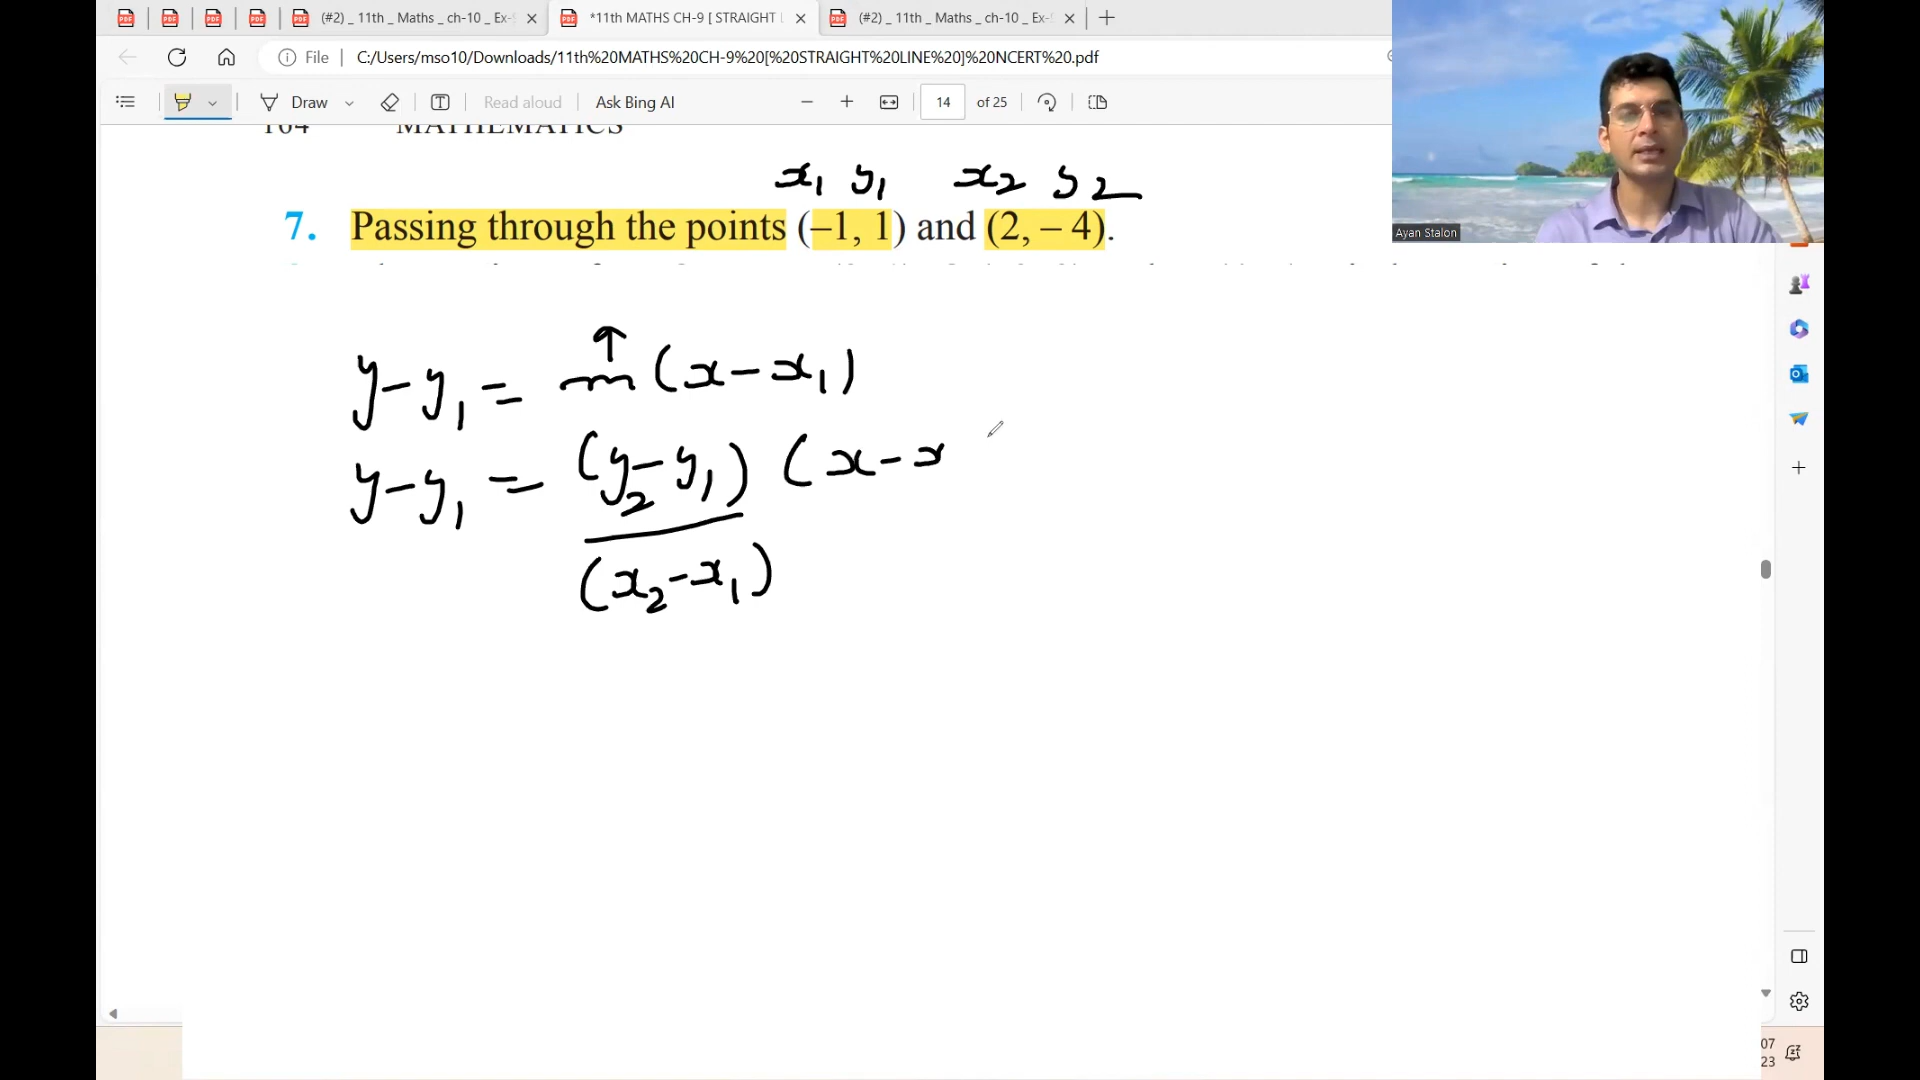 (#2) _ 11th _ Maths _ ch-10 _ Ex-
*11th MATHS CH-9 [ STRAIGHT L
(#2) _ 11th _ Maths _ ch-10 _ Ex-
File | C:/Users/mso10/Downloads/11th%20MATHS%20CH-9%20[%20STRAIGHT%20LINE%20]%20NCERT%20.pdf
Draw Read aloud Ask Bing AI 14 of 25
164 MATHEMATICS
x₁ y₁ x₂ y₂
7. Passing through the points (–1, 1) and (2, – 4).
y-y₁ = m(x-x₁)
y-y₁ = (y₂-y₁) (x-x
(x₂-x₁)
Ayan Stalon
07
23